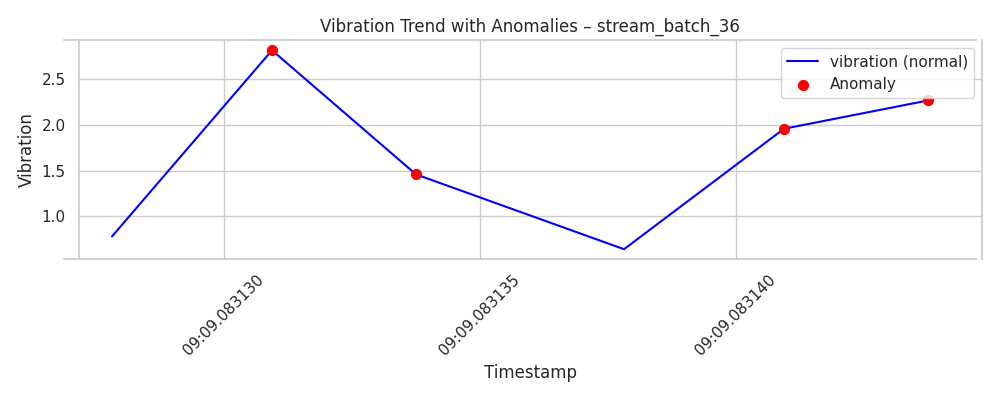 Vibration Trend with Anomalies – stream_batch_36
vibration (normal)
Anomaly
Vibration
2.5
2.0
1.5
1.0
09:09.083130
09:09.083135
09:09.083140
Timestamp